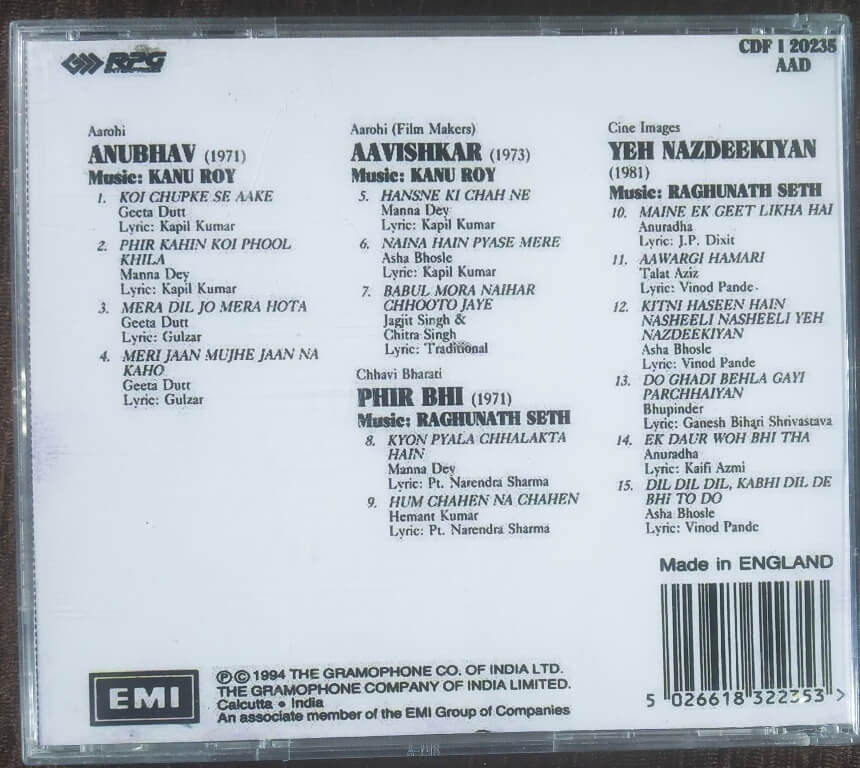 RPG
ENTERPRISES
CDF 1 20235
AAD
Aarohi
ANUBHAV (1971)
Music: KANU ROY
1. KOI CHUPKE SE AAKE
Geeta Dutt
Lyric: Kapil Kumar
2. PHIR KAHIN KOI PHOOL
KHILA
Manna Dey
Lyric: Kapil Kumar
3. MERA DIL JO MERA HOTA
Geeta Dutt
Lyric: Gulzar
4. MERI JAAN MUJHE JAAN NA
KAHO
Geeta Dutt
Lyric: Gulzar
Aarohi (Film Makers)
AAVISHKAR (1973)
Music: KANU ROY
5. HANSNE KI CHAH NE
Manna Dey
Lyric: Kapil Kumar
6. NAINA HAIN PYASE MERE
Asha Bhosle
Lyric: Kapil Kumar
7. BABUL MORA NAIHAR
CHHOOTO JAYE
Jagjit Singh &
Chitra Singh
Lyric: Traditional
Chhavi Bharati
PHIR BHI (1971)
Music: RAGHUNATH SETH
8. KYON PYALA CHHALAKTA
HAIN
Manna Dey
Lyric: Pt. Narendra Sharma
9. HUM CHAHEN NA CHAHEN
Hemant Kumar
Lyric: Pt. Narendra Sharma
Cine Images
YEH NAZDEEKIYAN
(1981)
Music: RAGHUNATH SETH
10. MAINE EK GEET LIKHA HAI
Anuradha
Lyric: J.P. Dixit
11. AAWARGI HAMARI
Talat Aziz
Lyric: Vinod Pande.
12. KITNI HASEEN HAIN
NASHEELI NASHEELI YEH
NAZDEEKIYAN
Asha Bhosle
Lyric: Vinod Pande
13. DO GHADI BEHLA GAYI
PARCHHAIYAN
Bhupinder
Lyric: Ganesh Bihari Shrivastava
14. EK DAUR WOH BHI THA
Anuradha
Lyric: Kaifi Azmi
15. DIL DIL DIL, KABHI DIL DE
BHI TO DO
Asha Bhosle
Lyric: Vinod Pande
Made in ENGLAND
5 026618 322353 >
EMI
℗© 1994 THE GRAMOPHONE CO. OF INDIA LTD.
THE GRAMOPHONE COMPANY OF INDIA LIMITED.
Calcutta • India
An associate member of the EMI Group of Companies